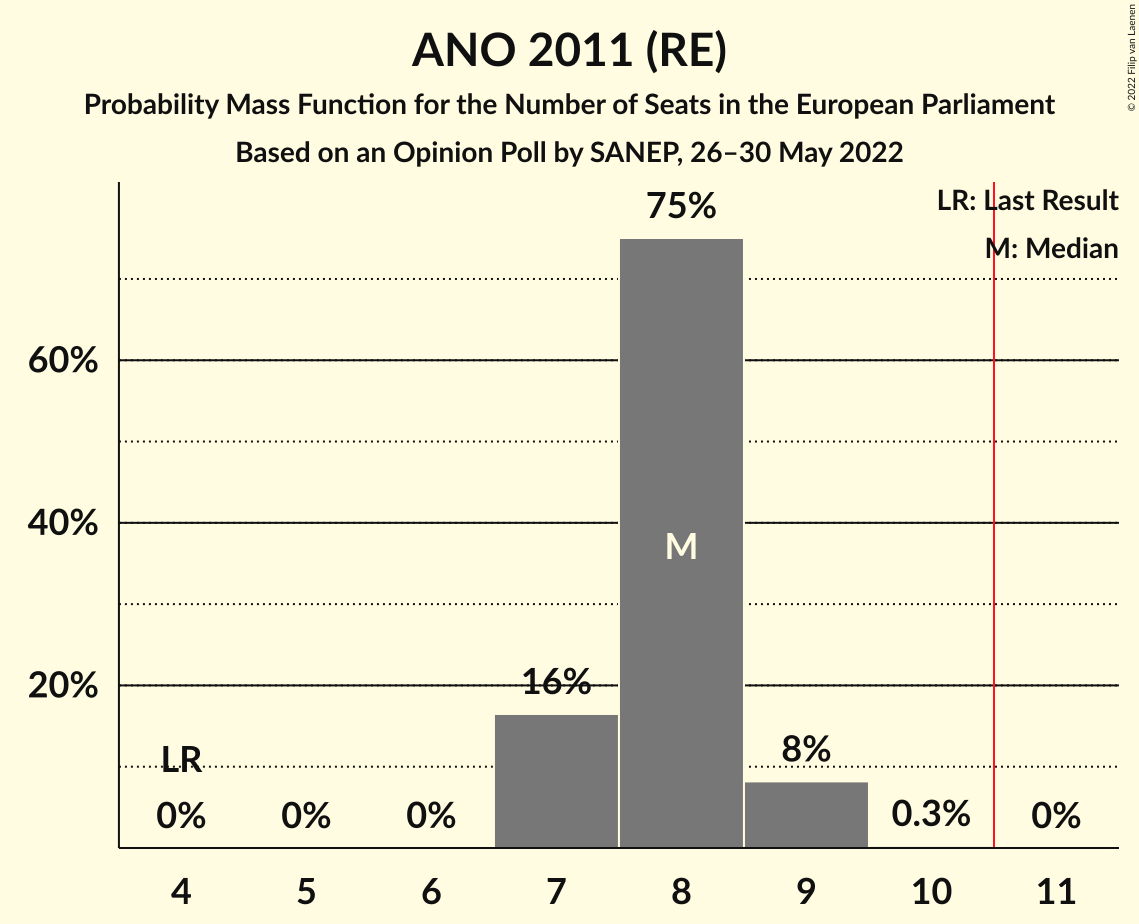 ANO 2011 (RE)
Probability Mass Function for the Number of Seats in the European Parliament
Based on an Opinion Poll by SANEP, 26–30 May 2022
© 2022 Filip van Laenen
LR: Last Result
M: Median
75%
60%
40%
M
20%
16%
8%
LR
0%
0%
0%
0.3%
0%
4 5 6 7 8 9 10 11